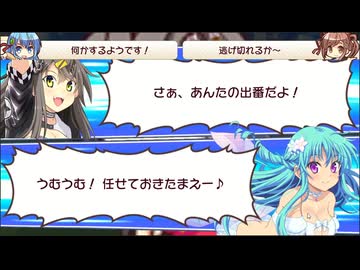 何かするようです！
逃げ切れるか～
さぁ、あんたの出番だよ！
うむうむ！ 任せておきたまえー♪